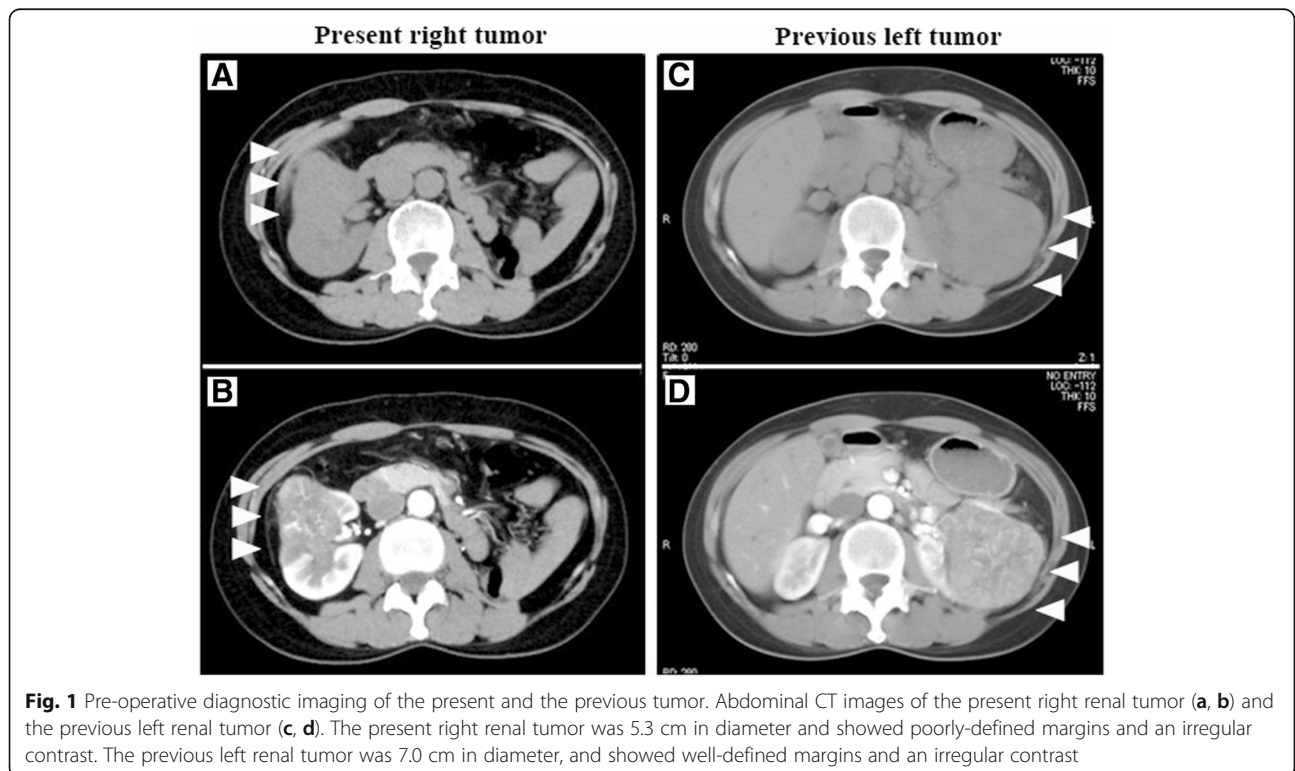 Present right tumor
Previous left tumor
A
C
LOC: -112
THK: 10
FFS
R
L
RD: 280
Tilt: 0
Z: 1
B
D
NO ENTRY
LOC: -112
THK: 10
FFS
R
L
Fig. 1 Pre-operative diagnostic imaging of the present and the previous tumor. Abdominal CT images of the present right renal tumor (a, b) and
the previous left renal tumor (c, d). The present right renal tumor was 5.3 cm in diameter and showed poorly-defined margins and an irregular
contrast. The previous left renal tumor was 7.0 cm in diameter, and showed well-defined margins and an irregular contrast